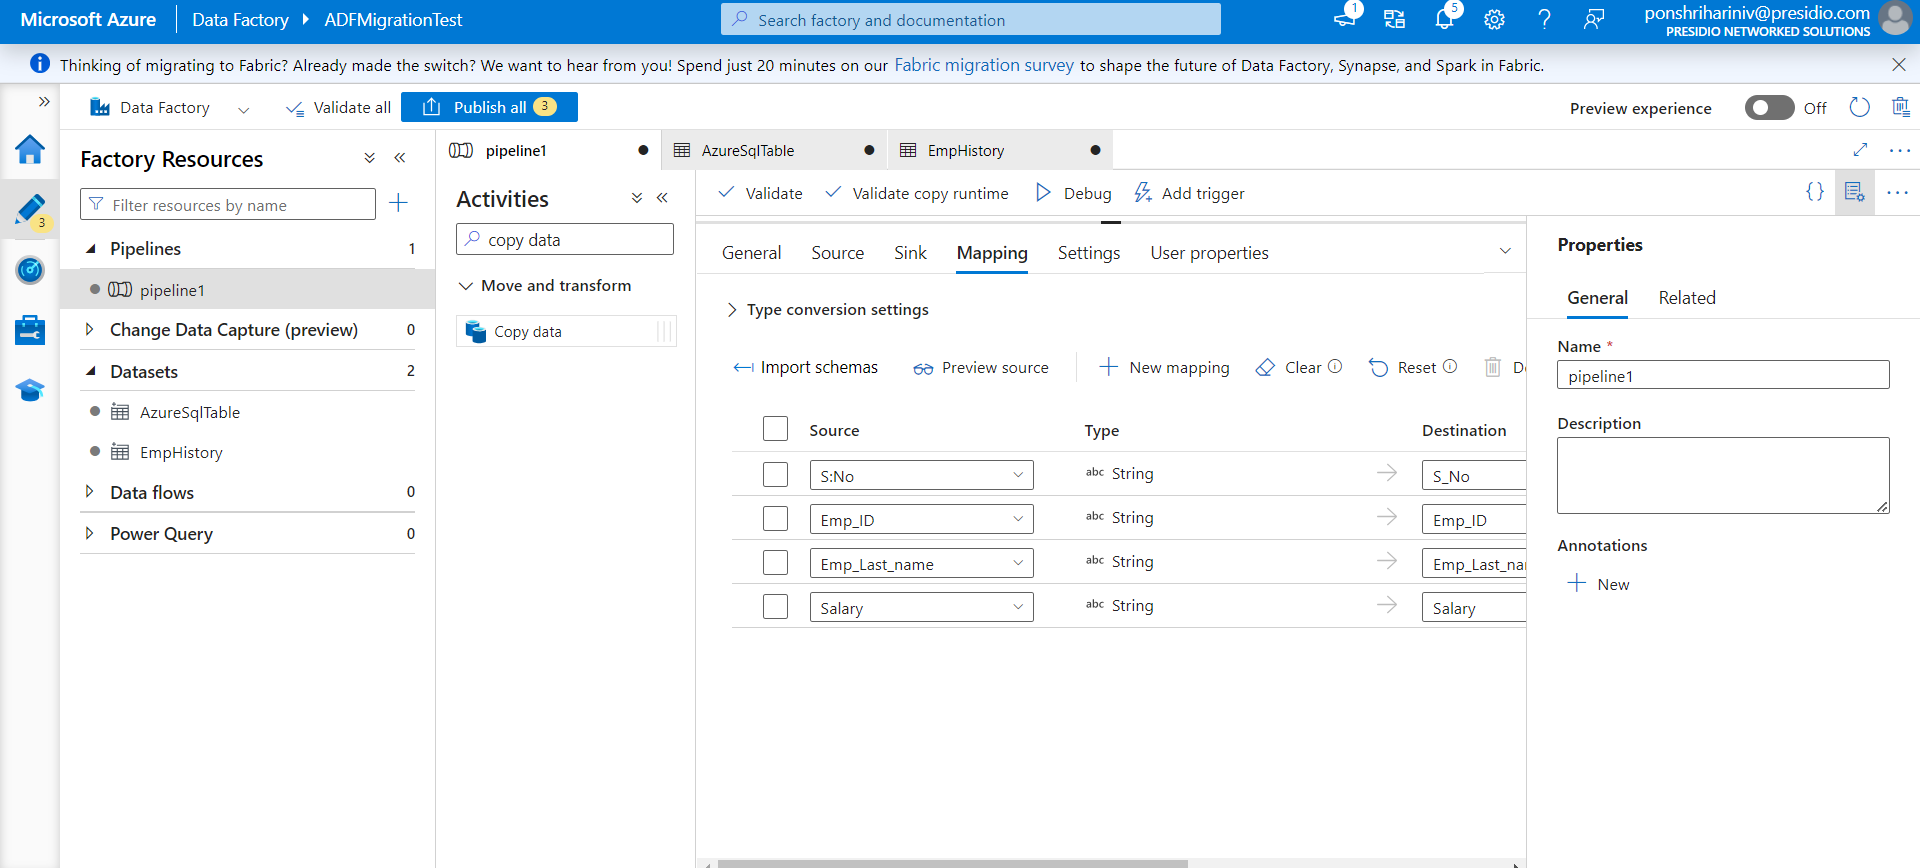 Microsoft Azure
Data Factory
ADFMigrationTest
Search factory and documentation
1
5
ponshrihariniv@presidio.com
PRESIDIO NETWORKED SOLUTIONS
Thinking of migrating to Fabric? Already made the switch? We want to hear from you! Spend just 20 minutes on our Fabric migration survey to shape the future of Data Factory, Synapse, and Spark in Fabric.
Data Factory
Validate all
Publish all 3
Preview experience
Off
3
Factory Resources
Filter resources by name
Pipelines 1
pipeline1
Change Data Capture (preview) 0
Datasets 2
AzureSqlTable
EmpHistory
Data flows 0
Power Query 0
pipeline1
AzureSqlTable
EmpHistory
Activities
copy data
Move and transform
Copy data
Validate
Validate copy runtime
Debug
Add trigger
{}
General
Source
Sink
Mapping
Settings
User properties
Type conversion settings
Import schemas
Preview source
New mapping
Clear
Reset
Source Type Destination
S:No abc String S_No
Emp_ID abc String Emp_ID
Emp_Last_name abc String Emp_Last_na
Salary abc String Salary
Properties
General
Related
Name *
pipeline1
Description
Annotations
New